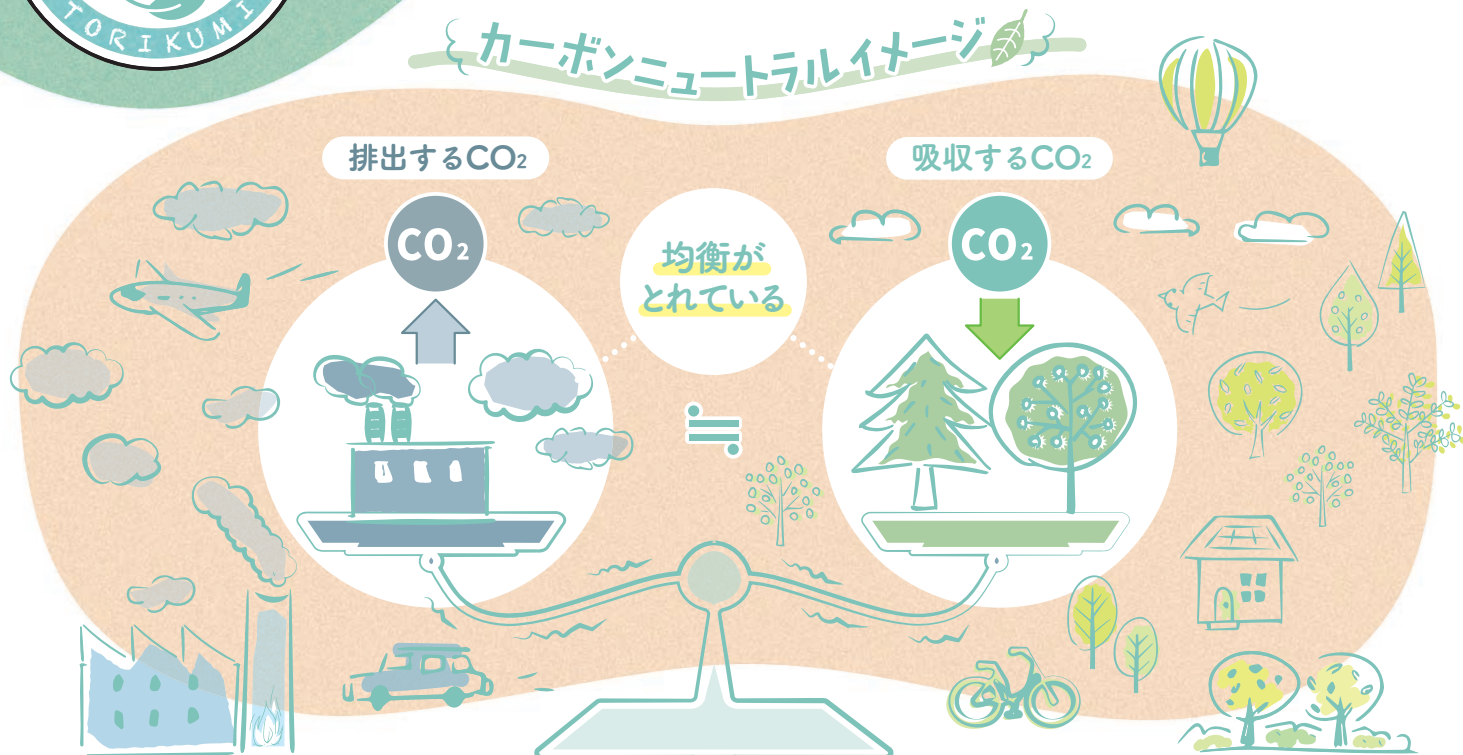 TORIKUMI
カーボンニュートラルイメージ
排出するCO2
吸収するCO2
CO2
CO2
均衡が
とれている
≒